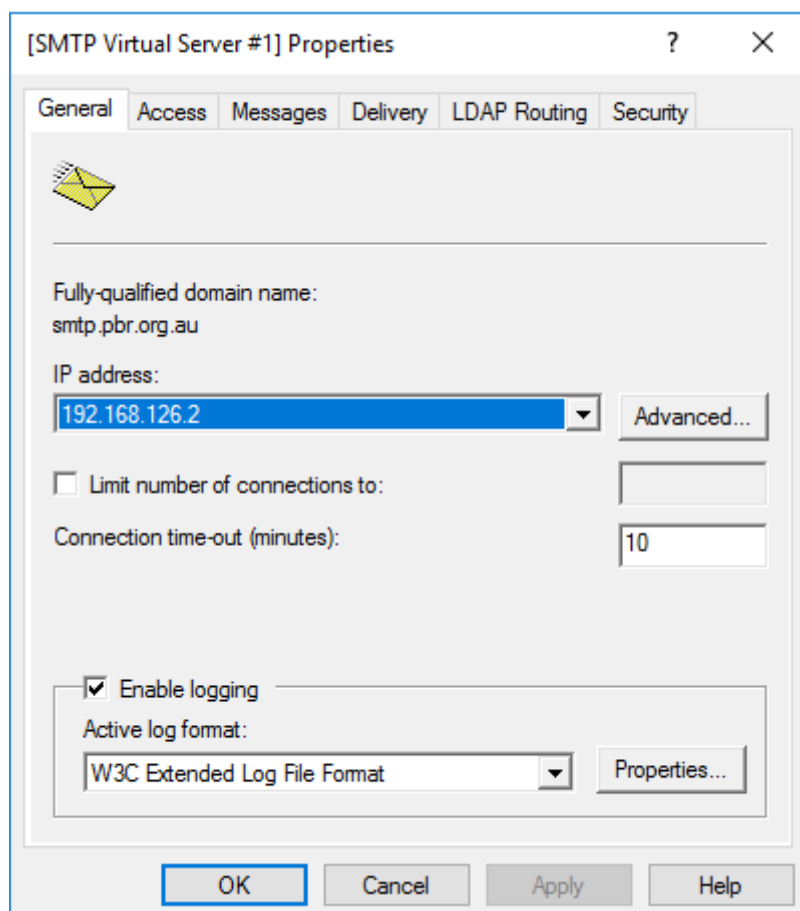 [SMTP Virtual Server #1] Properties ?
General Access Messages Delivery LDAP Routing Security
Fully-qualified domain name:
smtp.pbr.org.au
IP address:
192.168.126.2 Advanced...
Limit number of connections to:
Connection time-out (minutes): 10
Enable logging
Active log format:
W3C Extended Log File Format Properties...
OK Cancel Apply Help